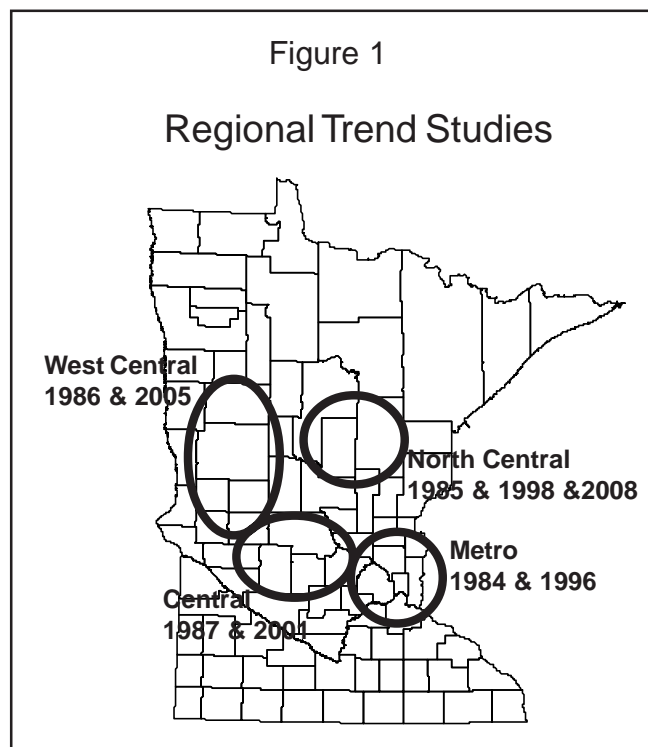 Figure 1
Regional Trend Studies
West Central
1986 & 2005
North Central
1985 & 1998 &2008
Metro
1984 & 1996
Central
1987 & 2001